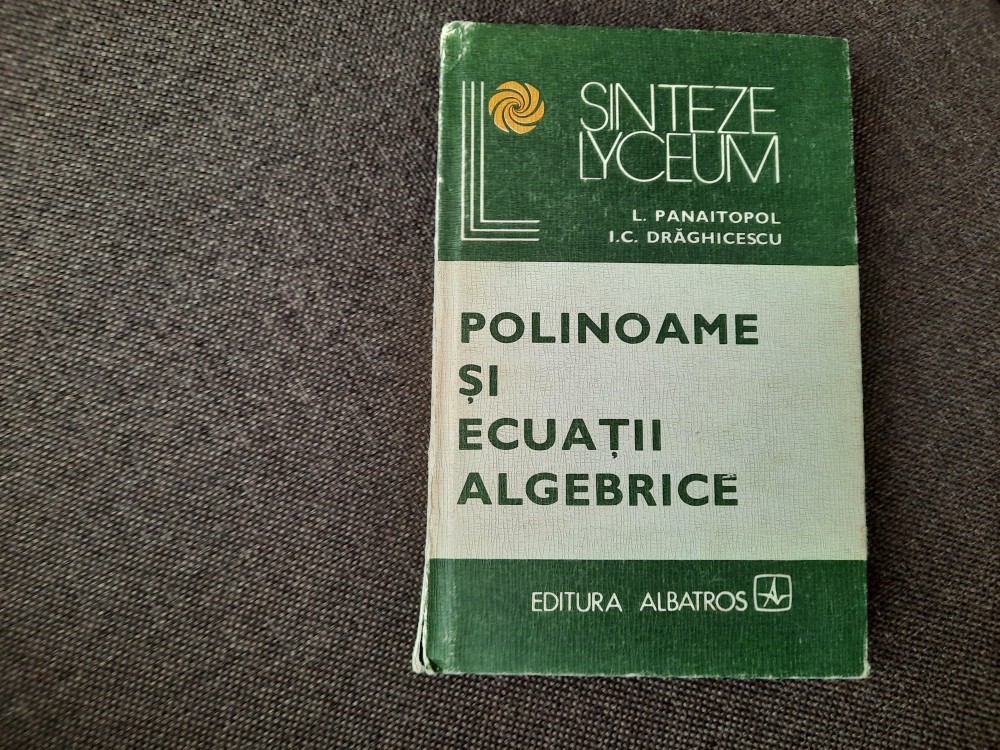 SINTEZE
LYCEUM
L. PANAITOPOL
I.C. DRĂGHICESCU
POLINOAME
ȘI
ECUAȚII
ALGEBRICE
EDITURA ALBATROS